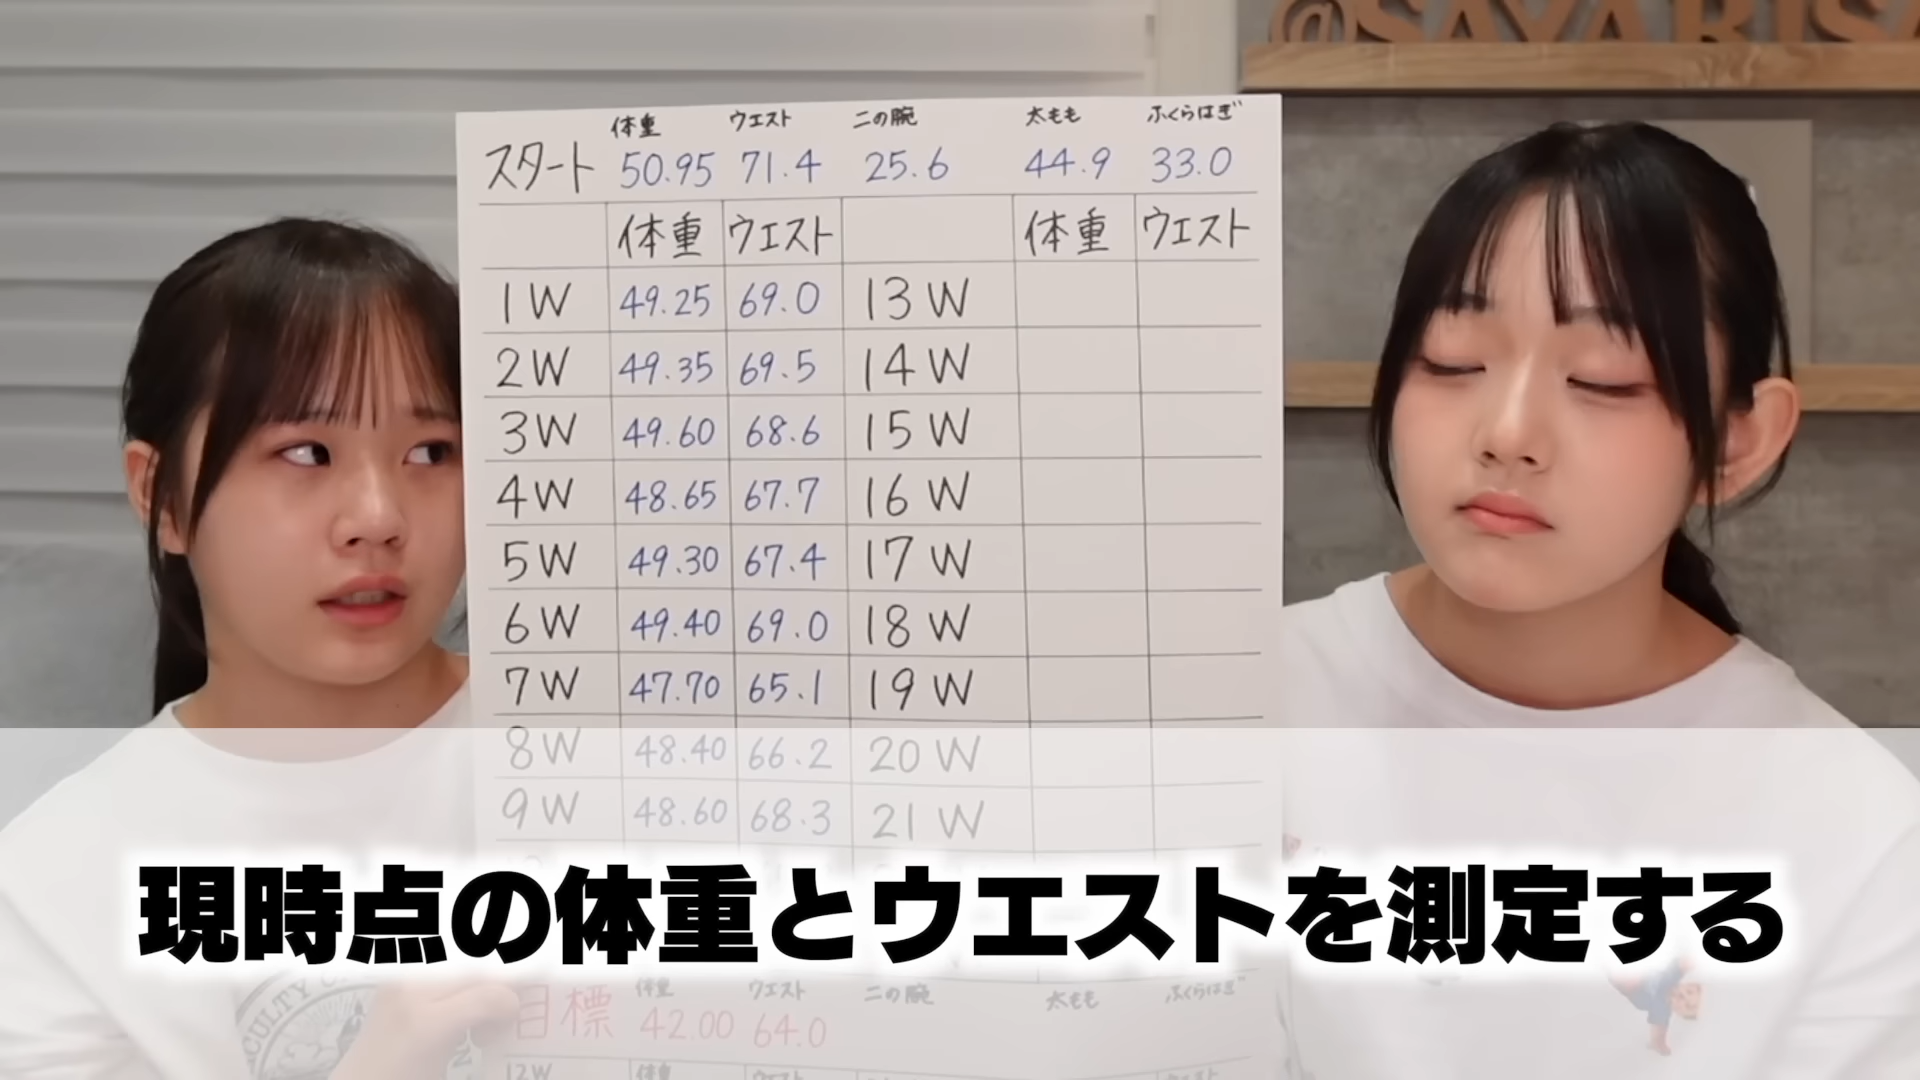 @SAYARISA
体重 ウエスト 二の腕 太もも ふくらはぎ
スタート 50.95 71.4 25.6 44.9 33.0
体重 ウエスト 体重 ウエスト
1W 49.25 69.0 13W
2W 49.35 69.5 14W
3W 49.60 68.6 15W
4W 48.65 67.7 16W
5W 49.30 67.4 17W
6W 49.40 69.0 18W
7W 47.70 65.1 19W
8W 48.40 66.2 20W
9W 48.60 68.3 21W
現時点の体重とウエストを測定する
体重 ウエスト 二の腕 太もも ふくらはぎ
目標 42.00 64.0
12W 体重 ウエスト